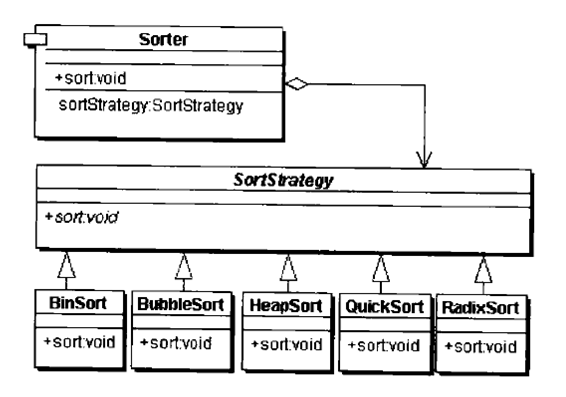 Sorter
+sort:void
sortStrategy:SortStrategy
SortStrategy
+sort:void
BinSort
+sort:void
BubbleSort
+sort:void
HeapSort
+sort:void
QuickSort
+sort:void
RadixSort
+sort:void